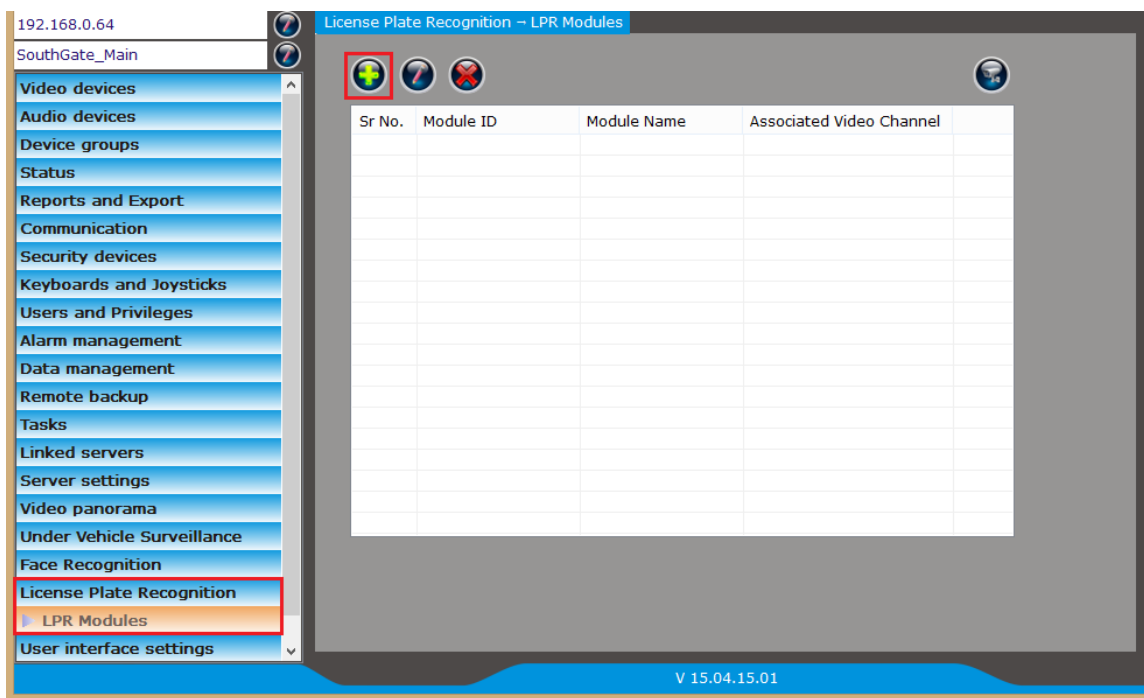 192.168.0.64
SouthGate_Main
Video devices
Audio devices
Device groups
Status
Reports and Export
Communication
Security devices
Keyboards and Joysticks
Users and Privileges
Alarm management
Data management
Remote backup
Tasks
Linked servers
Server settings
Video panorama
Under Vehicle Surveillance
Face Recognition
License Plate Recognition
LPR Modules
User interface settings
License Plate Recognition → LPR Modules
Sr No. Module ID Module Name Associated Video Channel
V 15.04.15.01